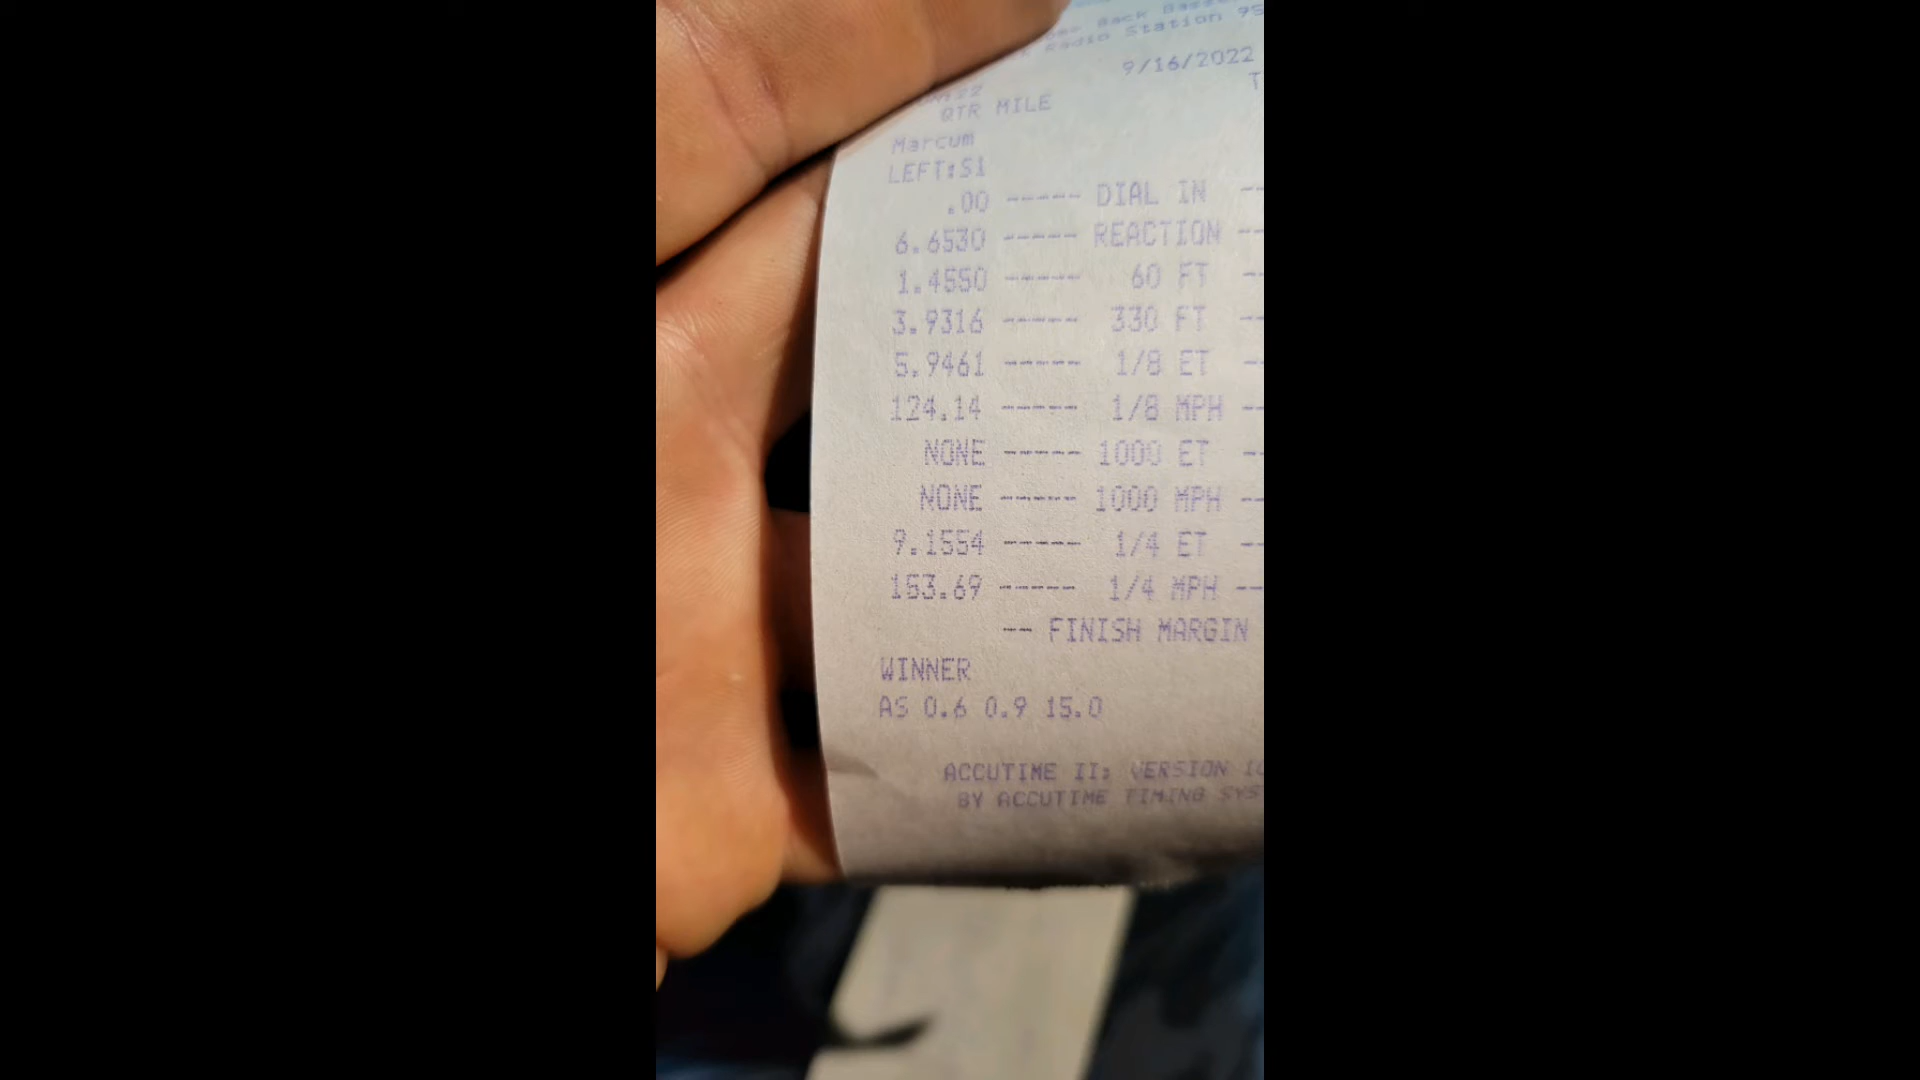 Back
Radio Station 95
9/16/2022
T
QTR MILE
Marcum
LEFT:S1
.00 ----- DIAL IN --
6.6530 ----- REACTION --
1.4550 ----- 60 FT --
3.9316 ----- 330 FT --
5.9461 ----- 1/8 ET --
124.14 ----- 1/8 MPH --
NONE ----- 1000 ET --
NONE ----- 1000 MPH --
9.1554 ----- 1/4 ET --
153.69 ----- 1/4 MPH --
-- FINISH MARGIN
WINNER
AS 0.6 0.9 15.0
ACCUTIME II: VERSION
BY ACCUTIME TIMING SYS